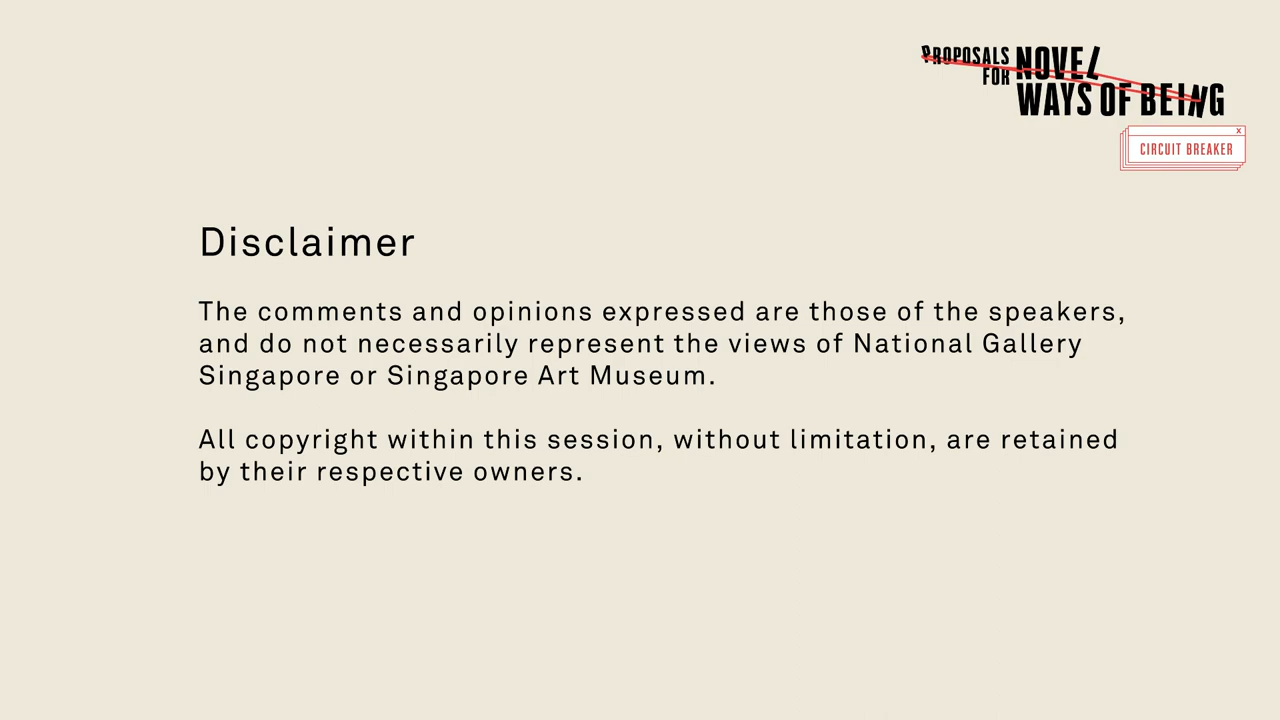 PROPOSALS NOVEL
FOR WAYS OF BEING
x
CIRCUIT BREAKER
Disclaimer
The comments and opinions expressed are those of the speakers,
and do not necessarily represent the views of National Gallery
Singapore or Singapore Art Museum.
All copyright within this session, without limitation, are retained
by their respective owners.